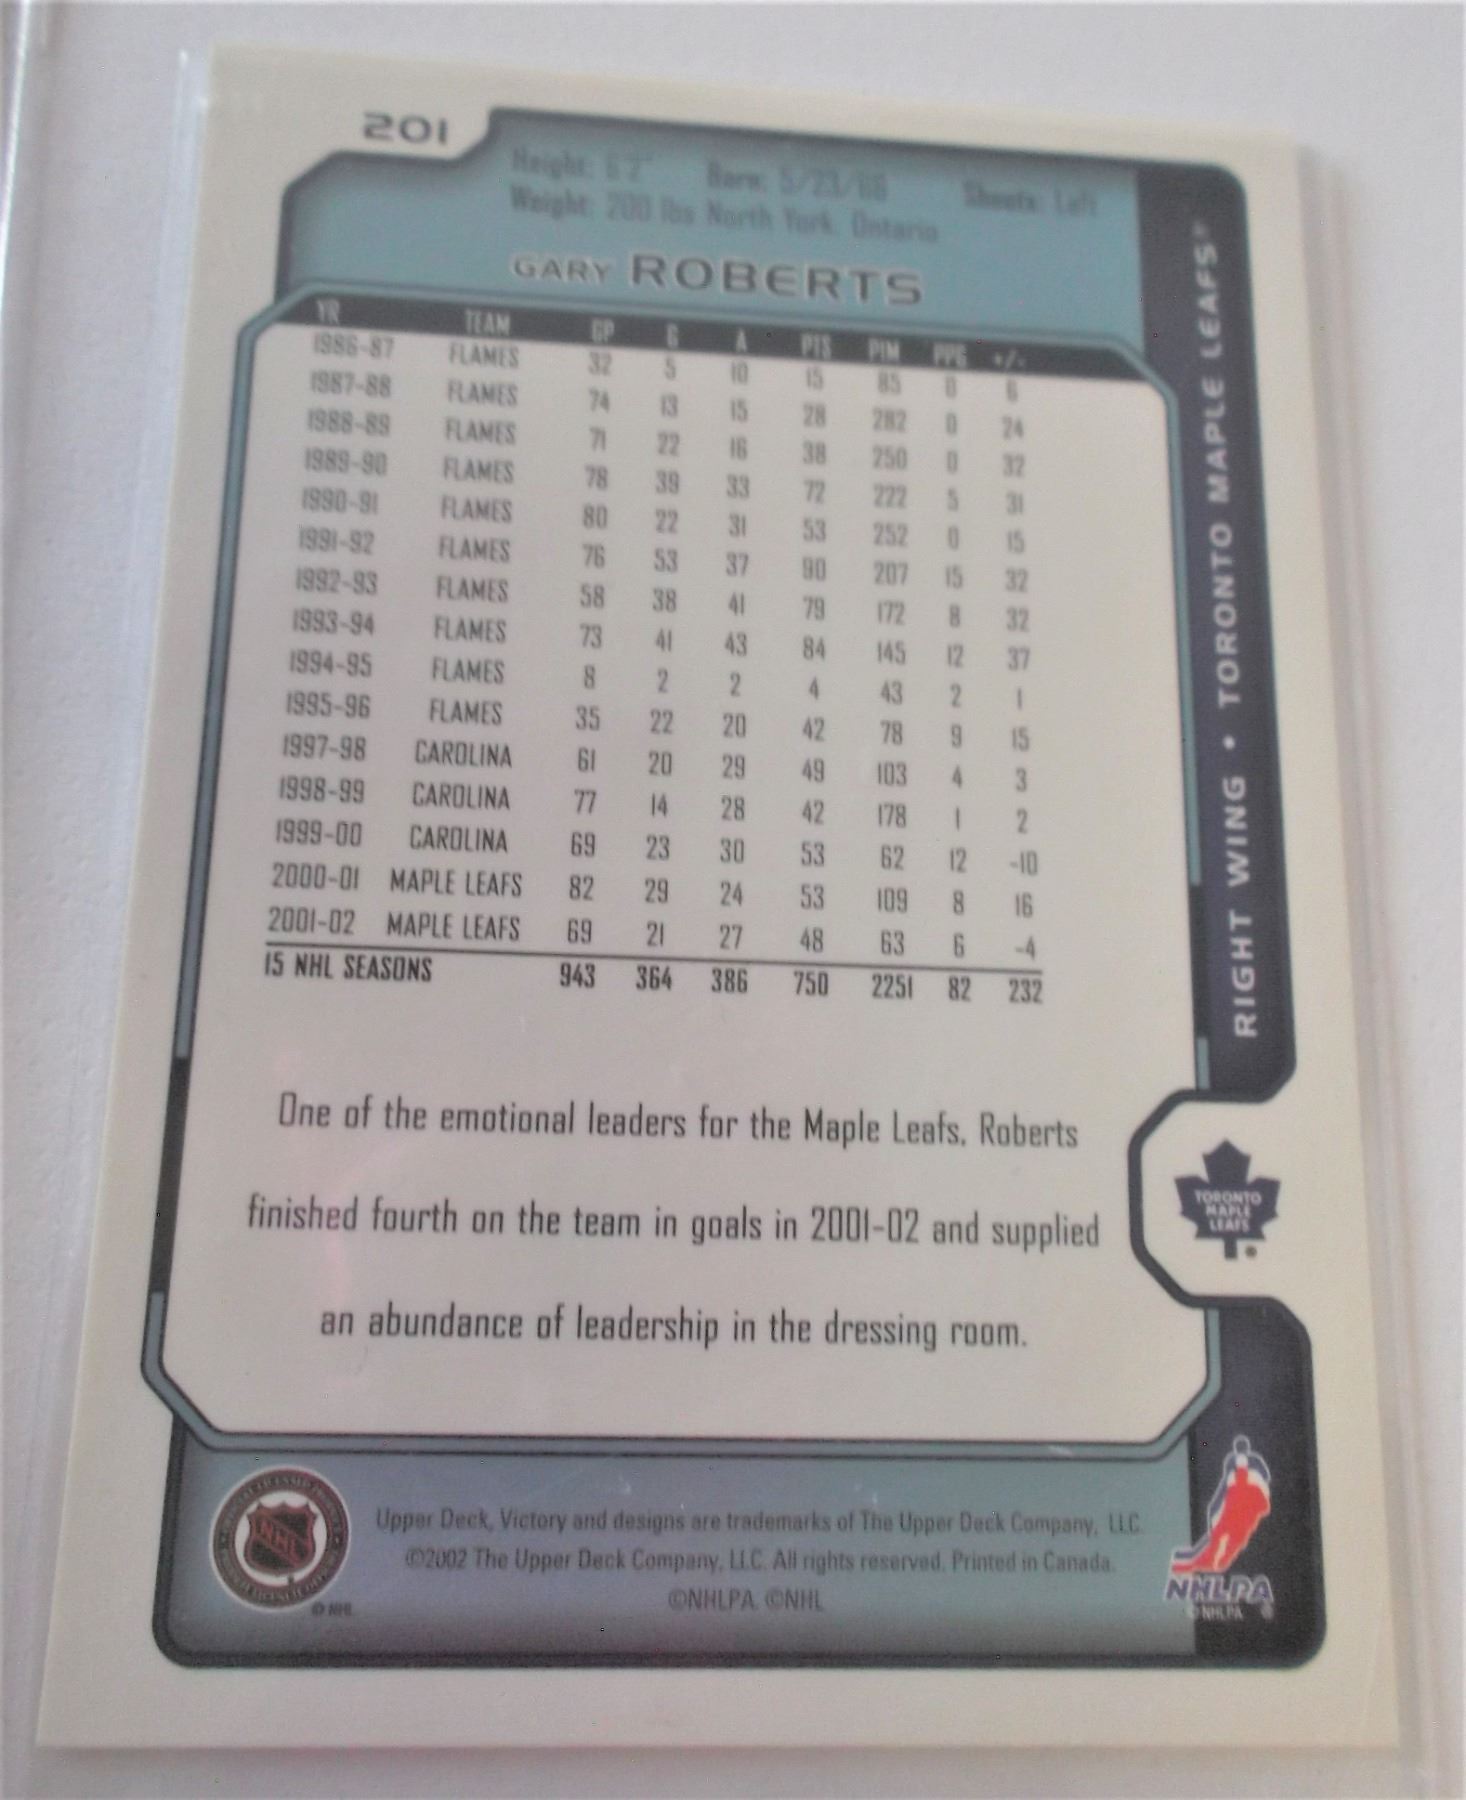 201
Height: 6'2" Born: 5/23/66 Shoots: Left
Weight: 200 lbs North York, Ontario
GARY ROBERTS
YR TEAM GP G A PTS PIM PPG +/-
1986-87 FLAMES 32 5 10 15 85 0 6
1987-88 FLAMES 74 13 15 28 282 0 24
1988-89 FLAMES 71 22 16 38 250 0 32
1989-90 FLAMES 78 39 33 72 222 5 31
1990-91 FLAMES 80 22 31 53 252 0 15
1991-92 FLAMES 76 53 37 90 207 15 32
1992-93 FLAMES 58 38 41 79 172 8 32
1993-94 FLAMES 73 41 43 84 145 12 37
1994-95 FLAMES 8 2 2 4 43 2 1
1995-96 FLAMES 35 22 20 42 78 9 15
1997-98 CAROLINA 61 20 29 49 103 4 3
1998-99 CAROLINA 77 14 28 42 178 1 2
1999-00 CAROLINA 69 23 30 53 62 12 -10
2000-01 MAPLE LEAFS 82 29 24 53 109 8 16
2001-02 MAPLE LEAFS 69 21 27 48 63 6 -4
15 NHL SEASONS 943 364 386 750 2251 82 232
RIGHT WING • TORONTO MAPLE LEAFS®
One of the emotional leaders for the Maple Leafs, Roberts
finished fourth on the team in goals in 2001-02 and supplied
an abundance of leadership in the dressing room.
TORONTO
MAPLE
LEAFS
NHL
© NHL
Upper Deck, Victory and designs are trademarks of The Upper Deck Company, LLC.
©2002 The Upper Deck Company, LLC. All rights reserved. Printed in Canada.
©NHLPA. ©NHL
NHLPA
©NHLPA ®